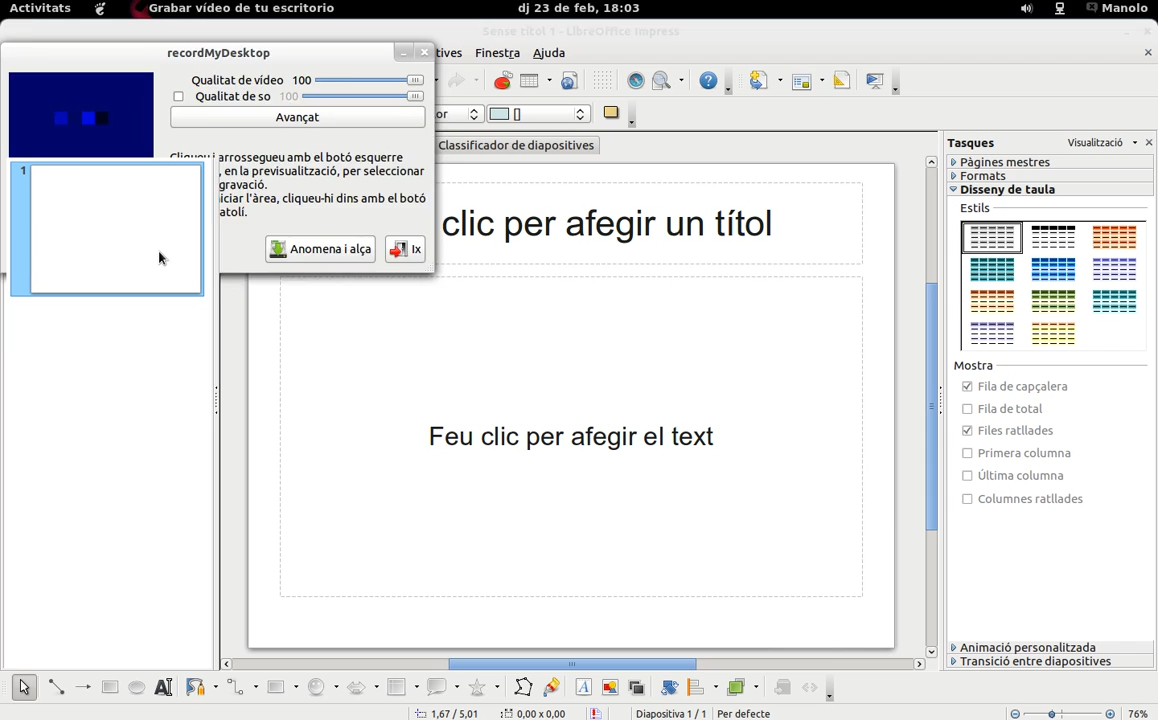 Activitats
Grabar vídeo de tu escritorio
dj 23 de feb, 18:03
Manolo
Sense títol 1 - LibreOffice Impress
recordMyDesktop
tives Finestra Ajuda
Qualitat de vídeo 100
Qualitat de so 100
Avançat
or
[]
Cliqueu i arrossegueu amb el botó esquerre
, en la previsualització, per seleccionar
gravació.
iciar l'àrea, cliqueu-hi dins amb el botó
atolí.
Anomena i alça
Ix
1
Classificador de diapositives
clic per afegir un títol
Feu clic per afegir el text
Tasques
Visualització
Pàgines mestres
Formats
Disseny de taula
Estils
Mostra
Fila de capçalera
Fila de total
Files ratllades
Primera columna
Última columna
Columnes ratllades
Animació personalitzada
Transició entre diapositives
1,67 / 5,01
0,00 x 0,00
Diapositiva 1 / 1
Per defecte
76%